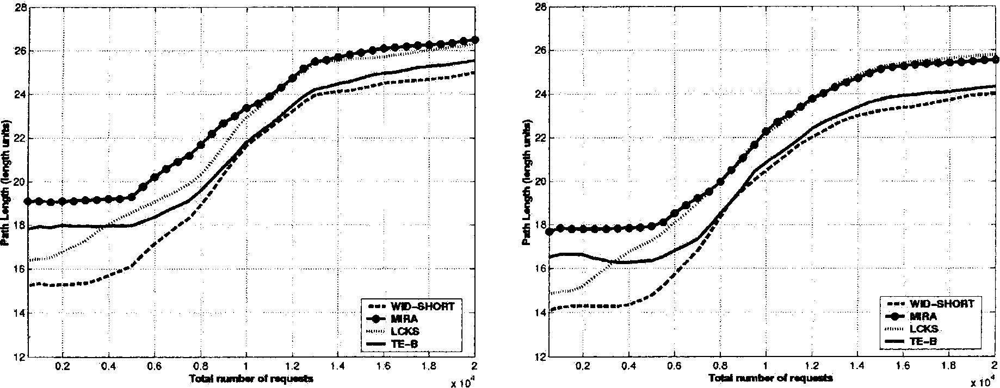 28
26
24
22
20
18
16
14
12
Path Length (length units)
0.2 0.4 0.6 0.8 1 1.2 1.4 1.6 1.8 2
Total number of requests
x 10^4
WID-SHORT
MIRA
LCKS
TE-B
28
26
24
22
20
18
16
14
12
Path Length (length units)
0.2 0.4 0.6 0.8 1 1.2 1.4 1.6 1.8 2
Total number of requests
x 10^4
WID-SHORT
MIRA
LCKS
TE-B